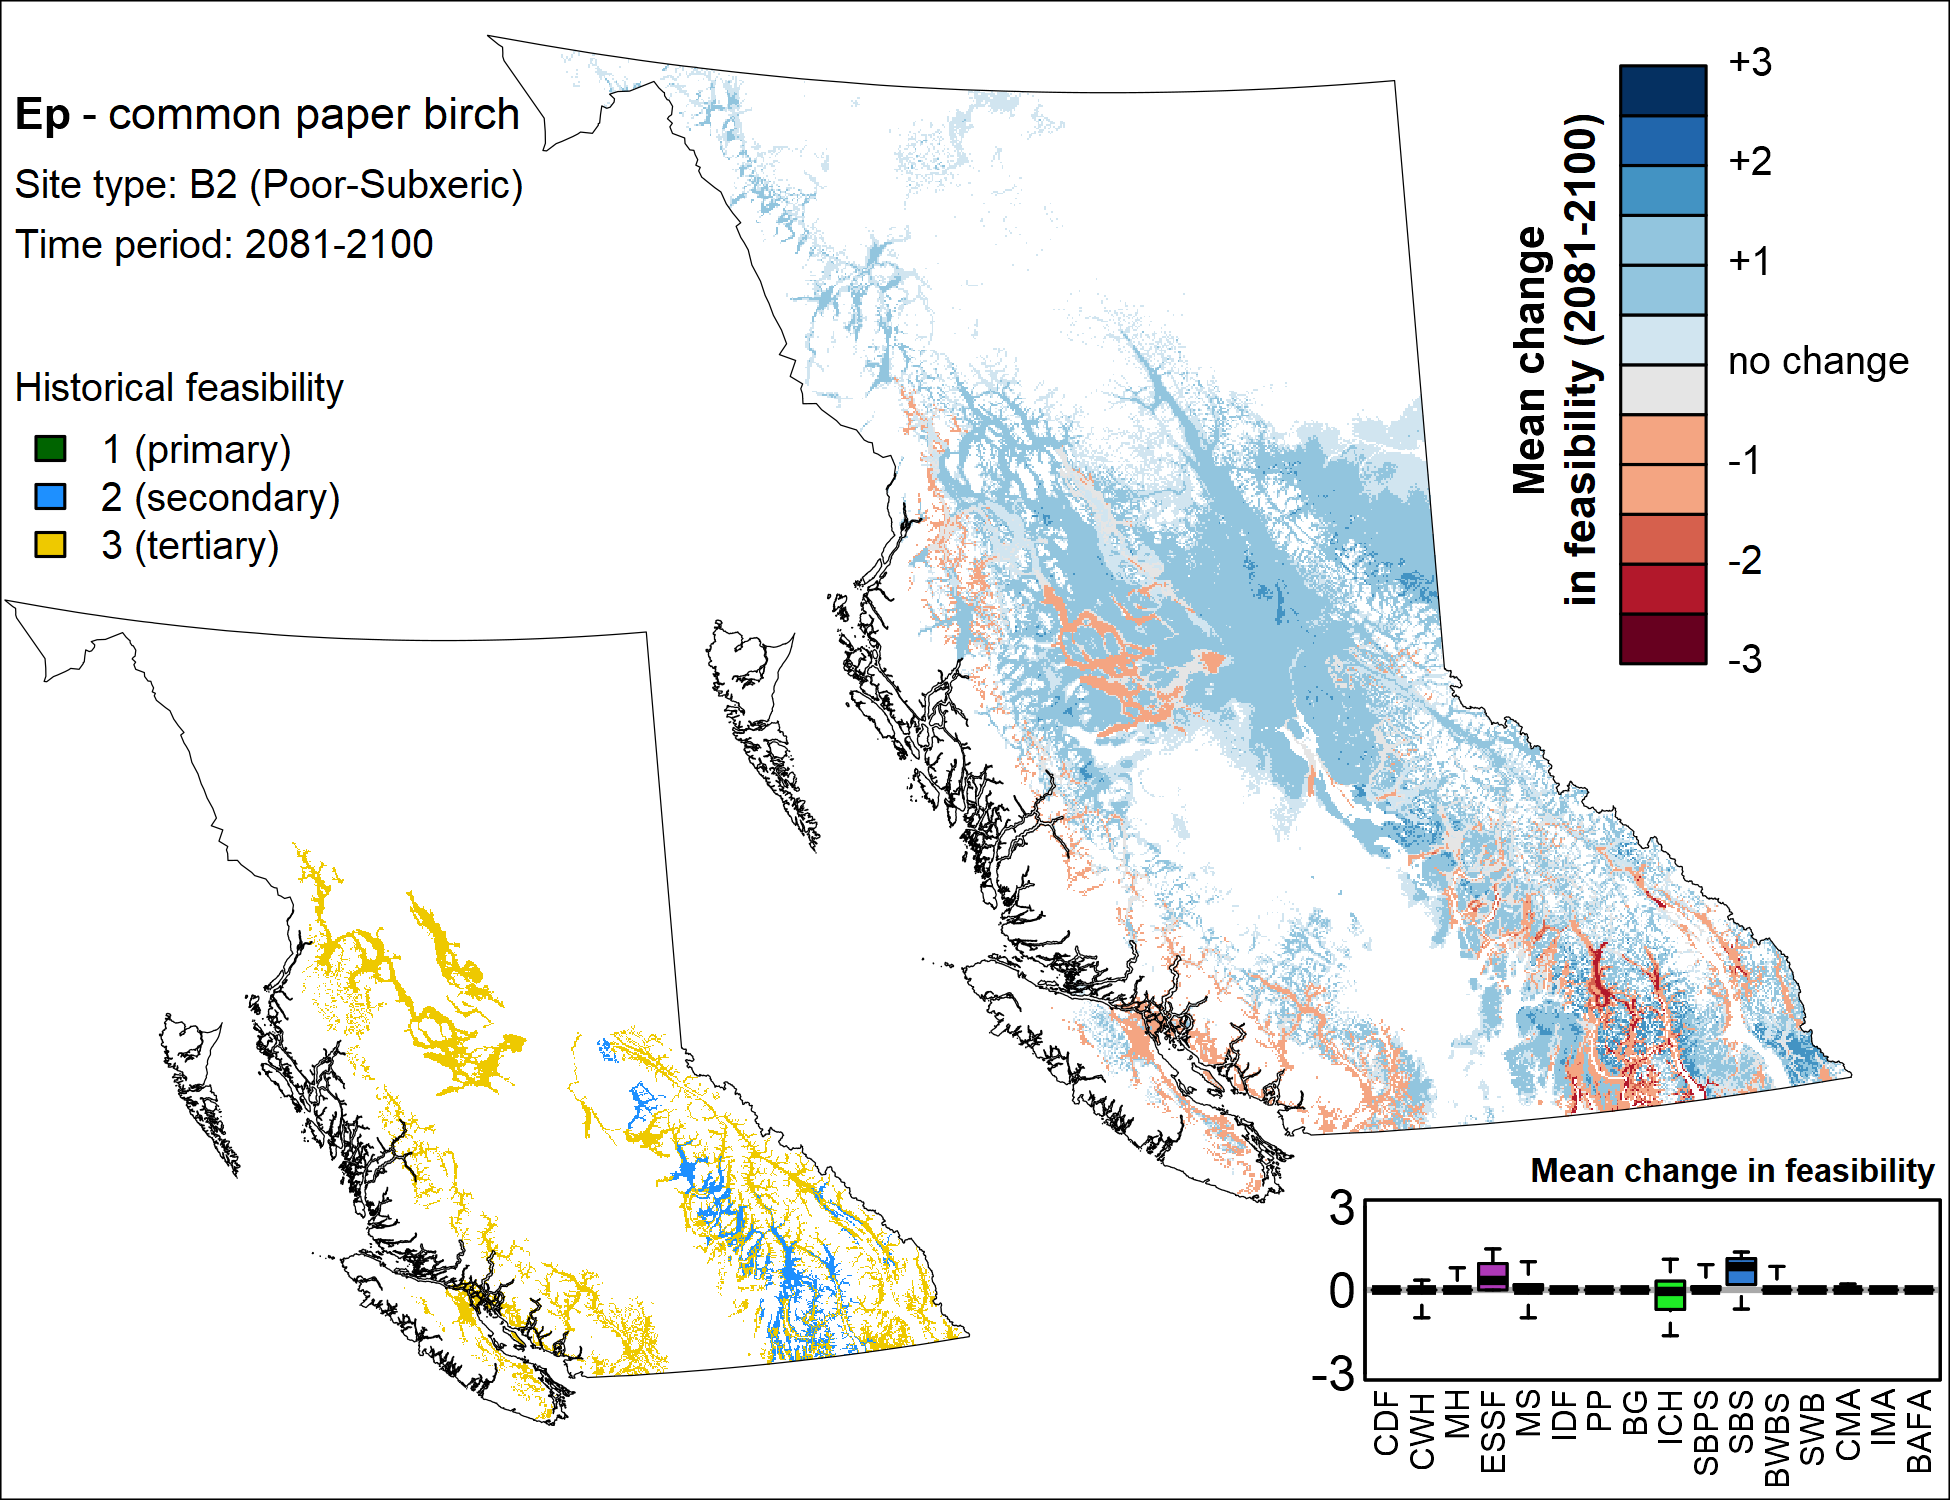 Ep - common paper birch
Site type: B2 (Poor-Subxeric)
Time period: 2081-2100
Historical feasibility
1 (primary)
2 (secondary)
3 (tertiary)
Mean change
in feasibility (2081-2100)
+3
+2
+1
no change
-1
-2
-3
Mean change in feasibility
3
0
-3
CDF
CWH
MH
ESSF
MS
IDF
PP
BG
ICH
SBPS
SBS
BWBS
SWB
CMA
IMA
BAFA